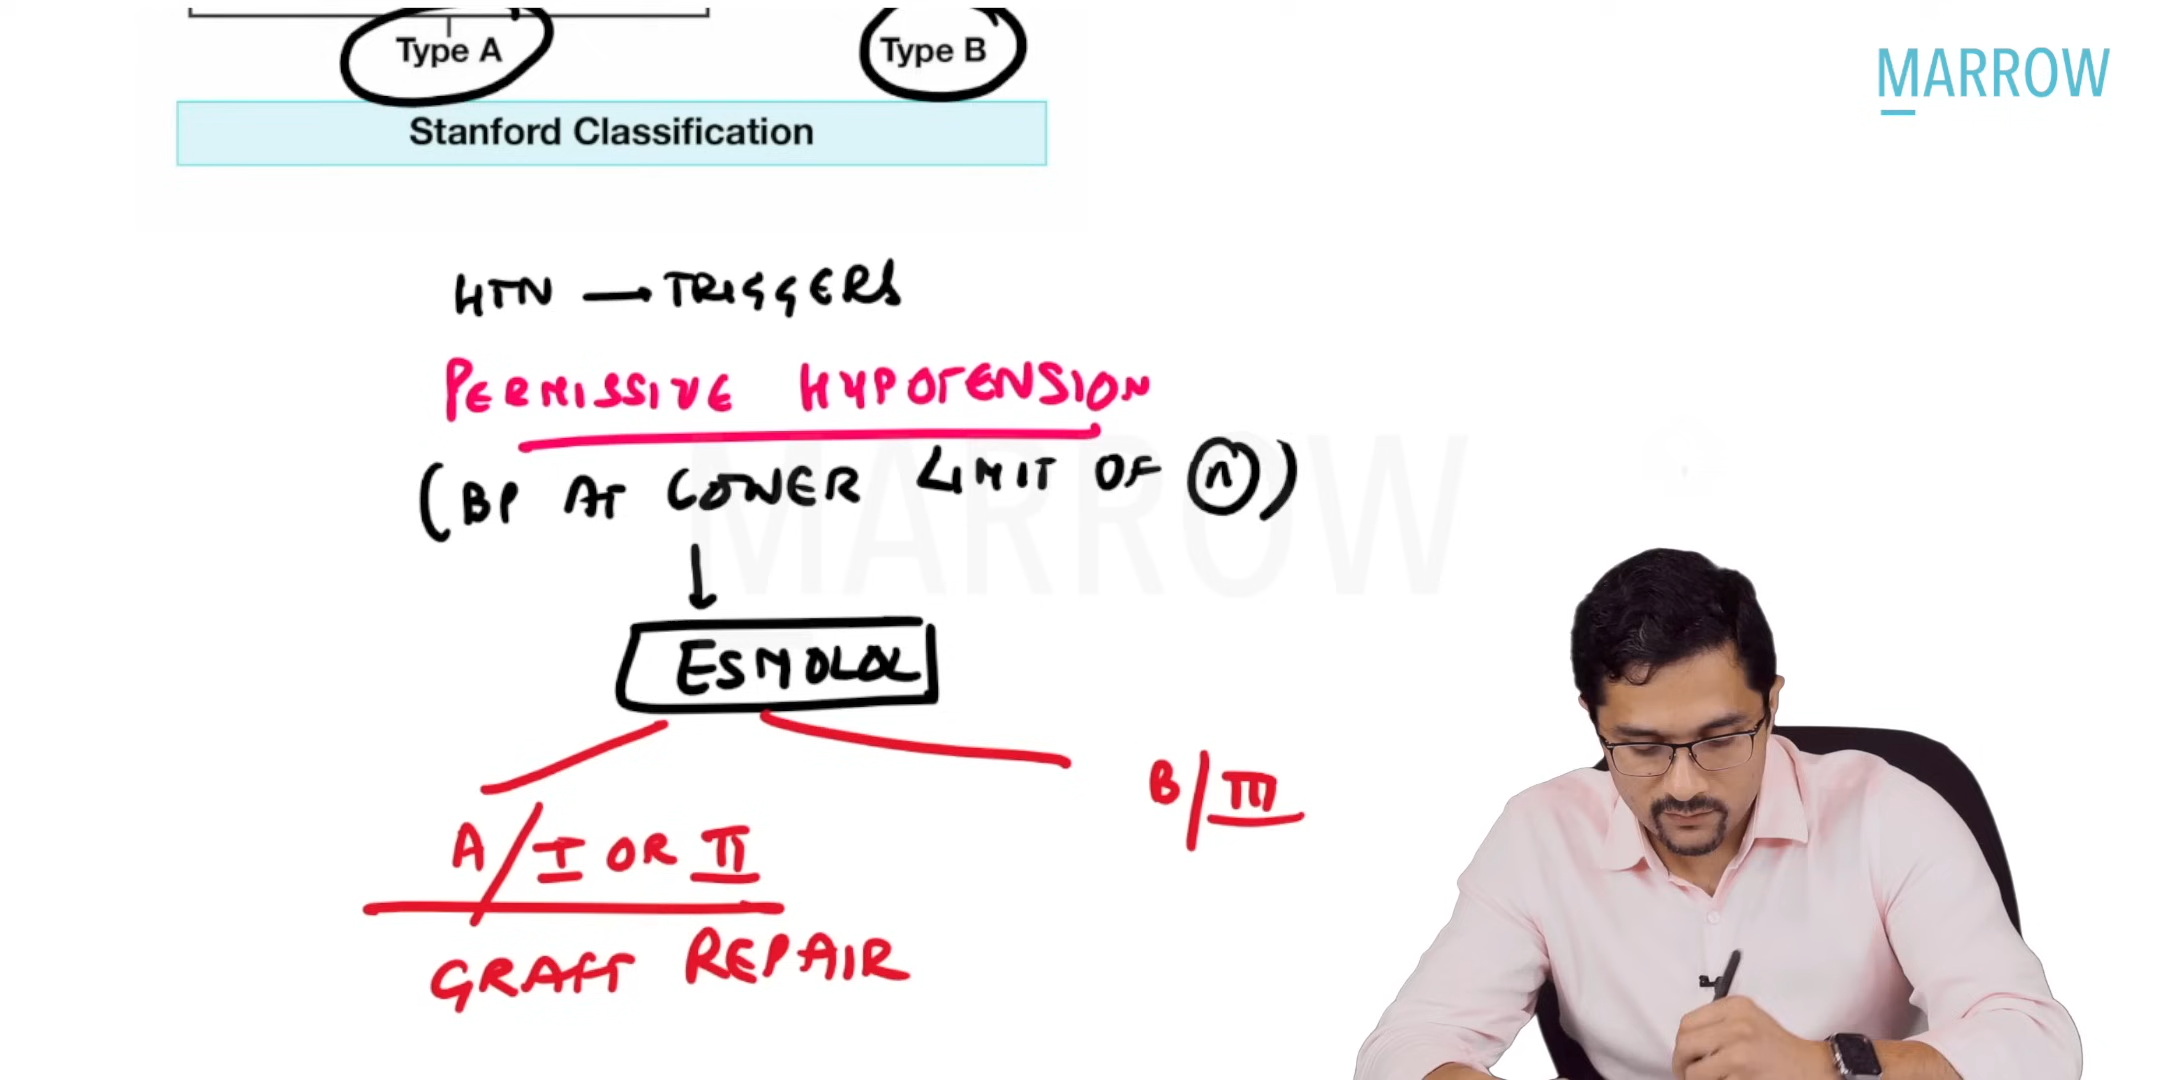 Type A Type B
MARROW
Stanford Classification
HTN → TRIGGERS
PERMISSIVE HYPOTENSION
(BP AT LOWER LIMIT OF (N))
MARROW
↓
ESMOLOL
B/III
A/I OR II
GRAFT REPAIR